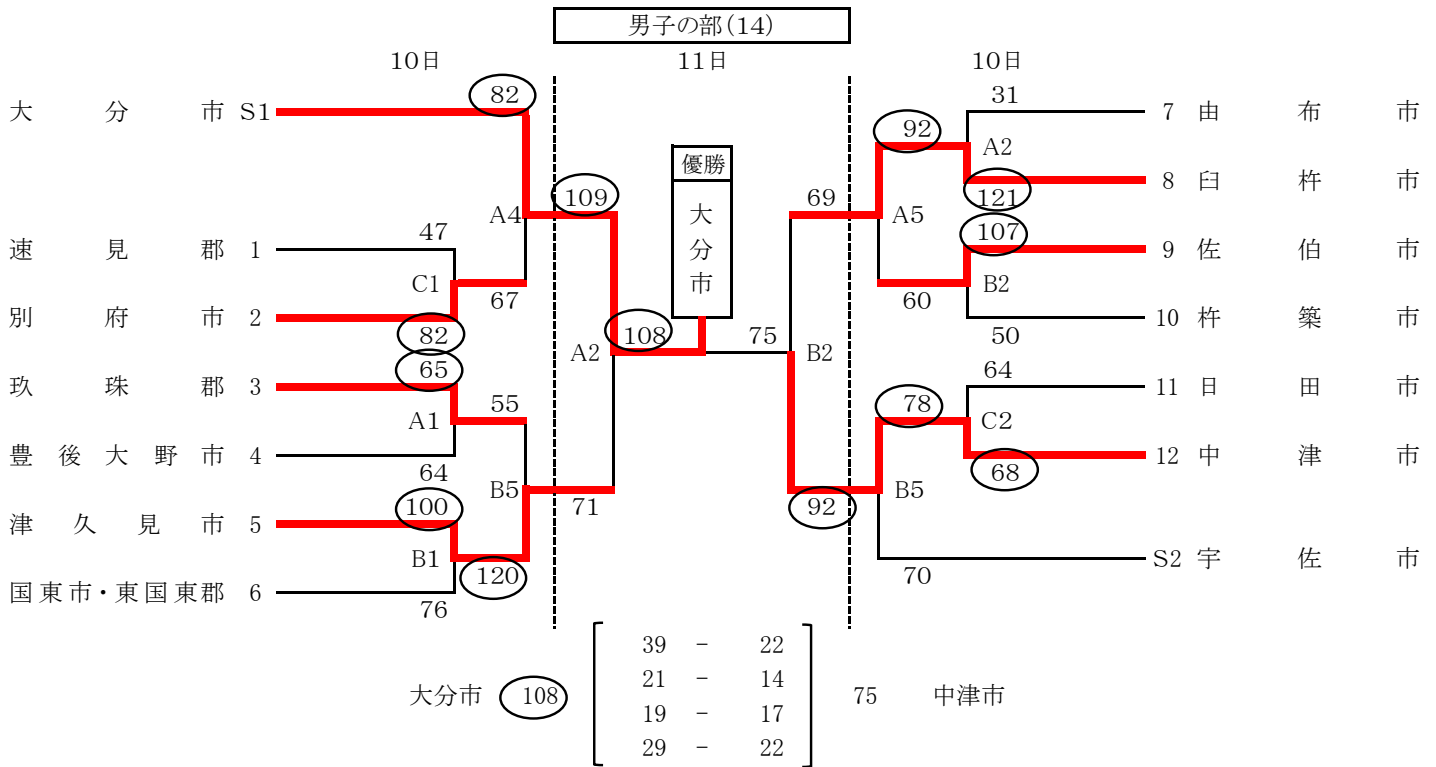 男子の部(14)
10日 11日 10日
82 31
大分市 S1 7 由布市
92
A2
優勝
109 69 121 8 臼杵市
A4 大分市 A5
47 107
速見郡 1 9 佐伯市
C1 B2
67 60
別府市 2 10 杵築市
82 108 75 50
A2 B2
65 64
玖珠郡 3 11 日田市
55 78
A1 C2
豊後大野市 4 12 中津市
64 68
B5 B5
100 71 92
津久見市 5
B1 S2 宇佐市
120 70
国東市・東国東郡 6
76
39 - 22
21 - 14
大分市 108 75 中津市
19 - 17
29 - 22